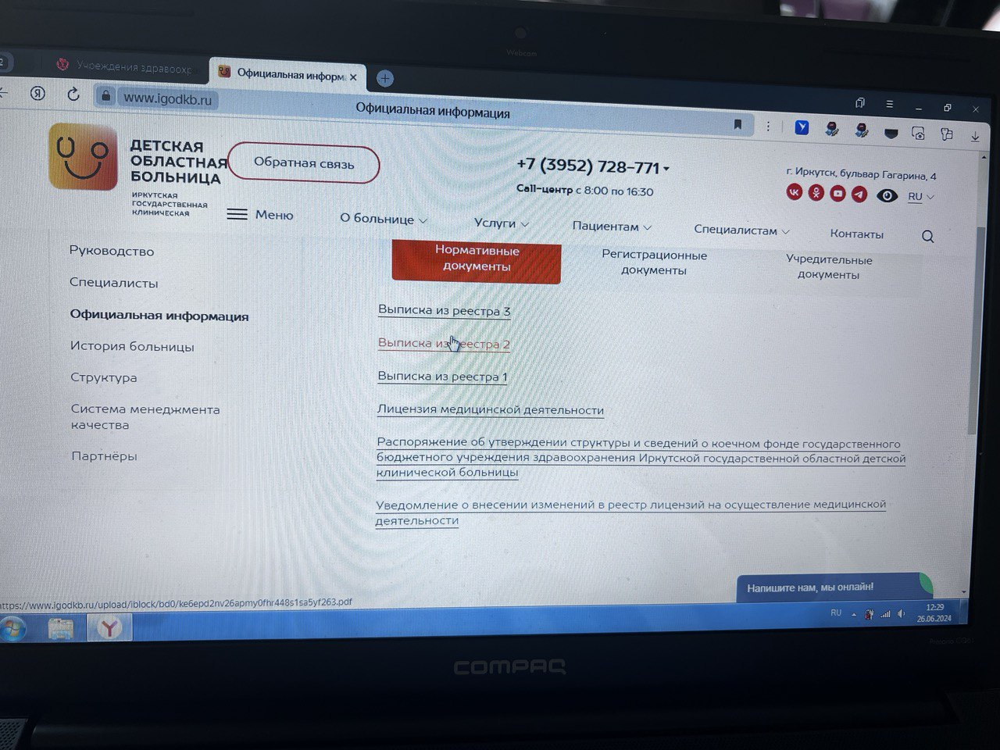 Webcam
2
Учреждения здравоохр
Официальная информ
www.igodkb.ru
Официальная информация
ДЕТСКАЯ
ОБЛАСТНАЯ
БОЛЬНИЦА
ИРКУТСКАЯ
ГОСУДАРСТВЕННАЯ
КЛИНИЧЕСКАЯ
Обратная связь
+7 (3952) 728-771
Call-центр с 8:00 по 16:30
г. Иркутск, бульвар Гагарина, 4
RU
Меню
О больнице
Услуги
Пациентам
Специалистам
Контакты
Руководство
Специалисты
Официальная информация
История больницы
Структура
Система менеджмента
качества
Партнёры
Нормативные
документы
Регистрационные
документы
Учредительные
документы
Выписка из реестра 3
Выписка из реестра 2
Выписка из реестра 1
Лицензия медицинской деятельности
Распоряжение об утверждении структуры и сведений о коечном фонде государственного
бюджетного учреждения здравоохранения Иркутской государственной областной детской
клинической больницы
Уведомление о внесении изменений в реестр лицензий на осуществление медицинской
деятельности
Напишите нам, мы онлайн!
https://www.igodkb.ru/upload/iblock/bd0/ke6epd2nv26apmy0fhr448s1sa5yf263.pdf
RU
12:29
26.06.2024
Presario CQ61
COMPAQ